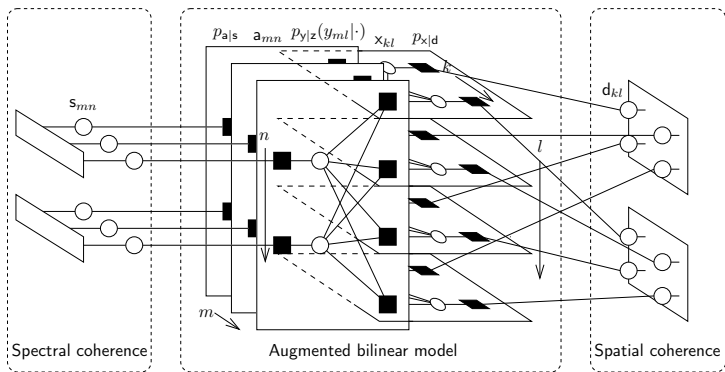 p_{a|s} a_{mn} p_{y|z}(y_{ml}|·) x_{kl} p_{x|d}
k
s_{mn}
d_{kl}
n
l
m
Spectral coherence Augmented bilinear model Spatial coherence